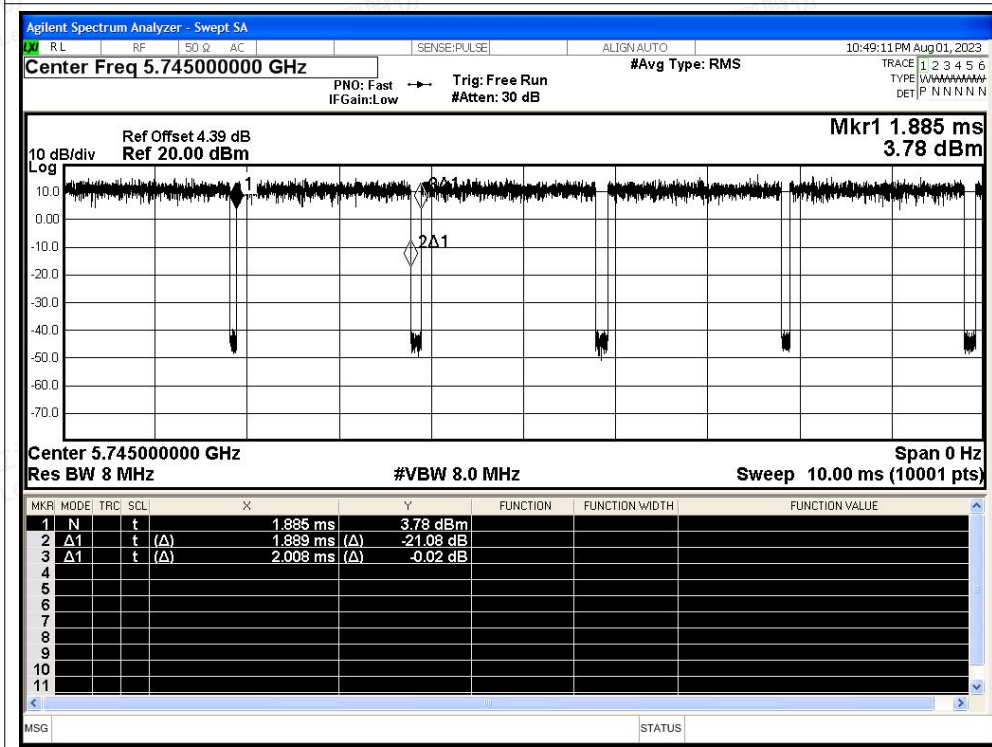 Agilent Spectrum Analyzer - Swept SA
LXI RL RF 50 Ω AC SENSE:PULSE ALIGN AUTO 10:49:11 PM Aug 01, 2023
Center Freq 5.745000000 GHz #Avg Type: RMS TRACE 1 2 3 4 5 6
PNO: Fast Trig: Free Run TYPE WWWWWW
IFGain:Low #Atten: 30 dB DET P N N N N N
Mkr1 1.885 ms
Ref Offset 4.39 dB
10 dB/div Ref 20.00 dBm 3.78 dBm
Log
10.0
1
3Δ1
0.00
-10.0
2Δ1
-20.0
-30.0
-40.0
-50.0
-60.0
-70.0
Center 5.745000000 GHz Span 0 Hz
Res BW 8 MHz #VBW 8.0 MHz Sweep 10.00 ms (10001 pts)
MKR MODE TRC SCL X Y FUNCTION FUNCTION WIDTH FUNCTION VALUE
1 N t 1.885 ms 3.78 dBm
2 Δ1 t (Δ) 1.889 ms (Δ) -21.08 dB
3 Δ1 t (Δ) 2.008 ms (Δ) -0.02 dB
4
5
6
7
8
9
10
11
MSG STATUS